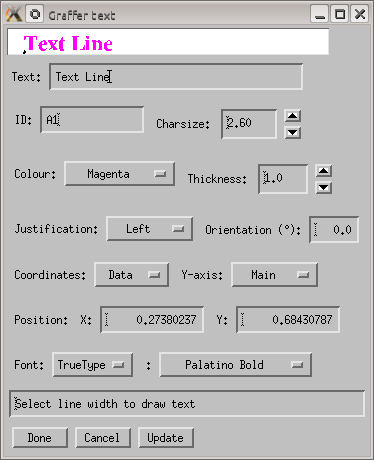 Graffer text
Text Line
Text: Text Line
ID: A1 Charsize: 2.60
Colour: Magenta Thickness: 1.0
Justification: Left Orientation (°): 0.0
Coordinates: Data Y-axis: Main
Position: X: 0.27380237 Y: 0.68430787
Font: TrueType : Palatino Bold
Select line width to draw text
Done Cancel Update